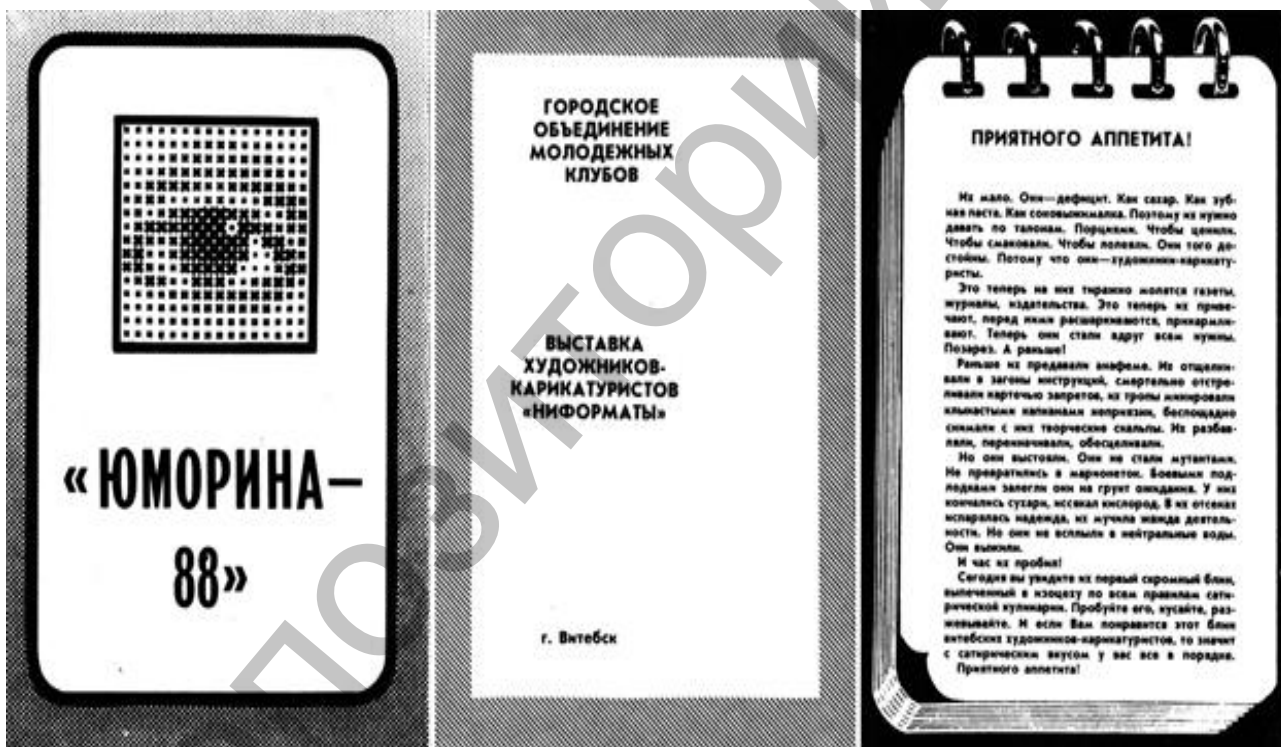 «ЮМОРИНА—
88»
ГОРОДСКОЕ
ОБЪЕДИНЕНИЕ
МОЛОДЕЖНЫХ
КЛУБОВ
ВЫСТАВКА
ХУДОЖНИКОВ-
КАРИКАТУРИСТОВ
«НИФОРМАТЫ»
г. Витебск
ПРИЯТНОГО АППЕТИТА!
Их мало. Они—дефицит. Как сахар. Как зуб-
ная паста. Как соковыжималка. Поэтому их нужно
давать по талонам. Порциями. Чтобы ценили.
Чтобы смаковали. Чтобы лелеяли. Они того до-
стойны. Потому что они—художники-карикату-
ристы.
Это теперь на них тиражно молятся газеты,
журналы, издательства. Это теперь их приве-
чают, перед ними расшаркиваются, прикармли-
вают. Теперь они стали вдруг всем нужны.
Позарез. А раньше!
Раньше их предавали анафеме. Их отщелки-
вали в загоны инструкций, смертельно отстре-
ливали картечью запретов, их тропы минировали
клыкастыми капканами неприязни, беспощадно
снимали с них творческие скальпы. Их разбав-
ляли, переиначивали, обесценивали.
Но они выстояли. Они не стали мутантами.
Не превратились в марионеток. Боевыми под-
лодками залегли они на грунт ожидания. У них
кончались сухари, иссякал кислород. В их отсеках
испарялась надежда, их мучила жажда деятель-
ности. Но они не всплыли в нейтральные воды.
Они выжили.
И час их пробил!
Сегодня вы увидите их первый скромный блин,
выпеченный в изоцеху по всем правилам сати-
рической кулинарии. Пробуйте его, кусайте, раз-
жевывайте. И если Вам понравится этот блин
витебских художников-карикатуристов, то значит
с сатирическим вкусом у вас все в порядке.
Приятного аппетита!
ПОЗИТОРИ